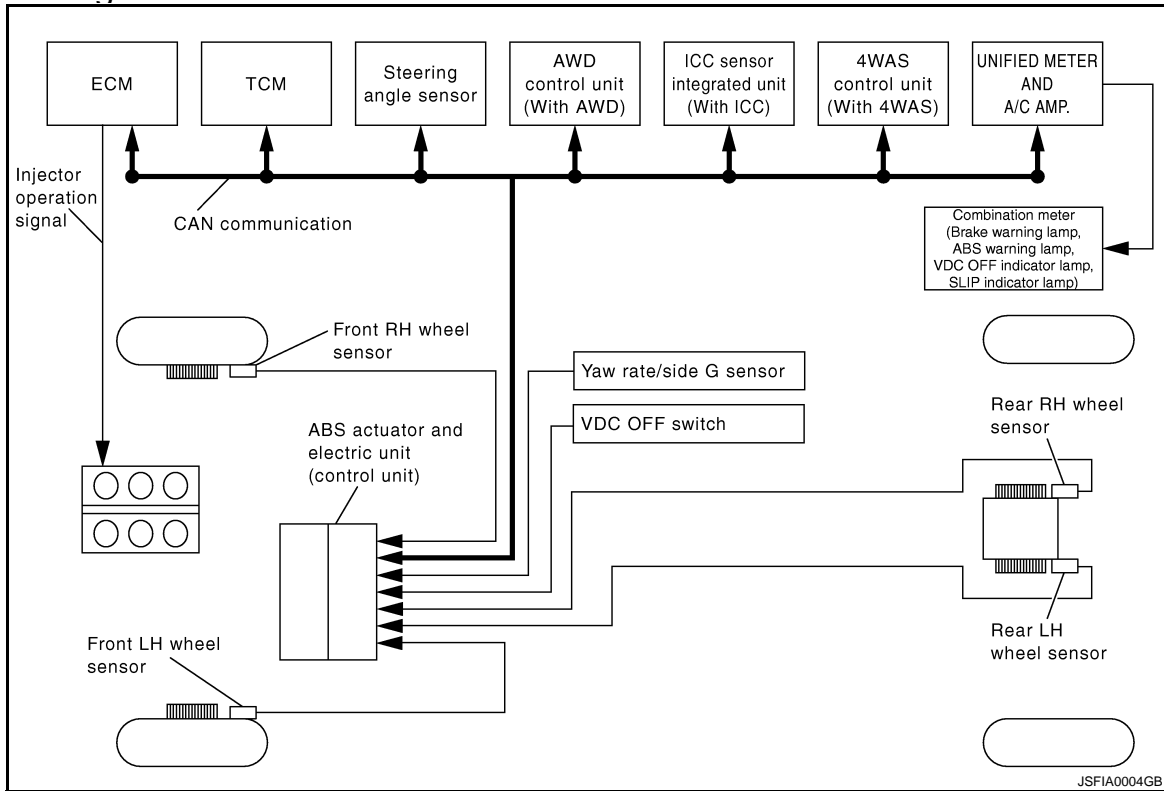 ECM
TCM
Steering
angle sensor
AWD
control unit
(With AWD)
ICC sensor
integrated unit
(With ICC)
4WAS
control unit
(With 4WAS)
UNIFIED METER
AND
A/C AMP.
Injector
operation
signal
CAN communication
Combination meter
(Brake warning lamp,
ABS warning lamp,
VDC OFF indicator lamp,
SLIP indicator lamp)
Front RH wheel
sensor
Yaw rate/side G sensor
VDC OFF switch
Rear RH wheel
sensor
ABS actuator and
electric unit
(control unit)
Front LH wheel
sensor
Rear LH
wheel sensor
JSFIA0004GB